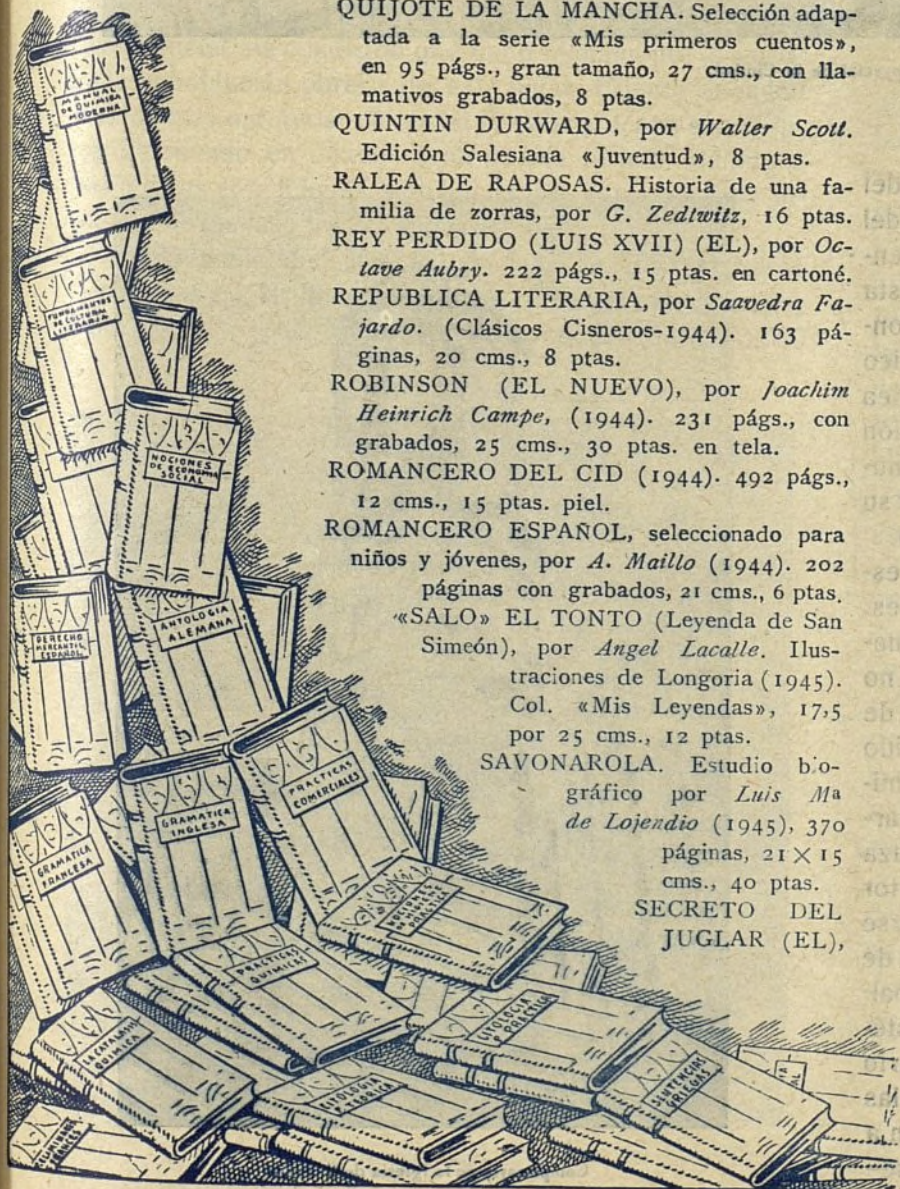 QUIJOTE DE LA MANCHA. Selección adap-
tada a la serie «Mis primeros cuentos»,
en 95 págs., gran tamaño, 27 cms., con lla-
mativos grabados, 8 ptas.
QUINTIN DURWARD, por Walter Scott.
Edición Salesiana «Juventud», 8 ptas.
RALEA DE RAPOSAS. Historia de una fa-
milia de zorras, por G. Zedtwitz, 16 ptas.
REY PERDIDO (LUIS XVII) (EL), por Oc-
tave Aubry. 222 págs., 15 ptas. en cartoné.
REPUBLICA LITERARIA, por Saavedra Fa-
jardo. (Clásicos Cisneros-1944). 163 pá-
ginas, 20 cms., 8 ptas.
ROBINSON (EL NUEVO), por Joachim
Heinrich Campe, (1944). 231 págs., con
grabados, 25 cms., 30 ptas. en tela.
ROMANCERO DEL CID (1944). 492 págs.,
12 cms., 15 ptas. piel.
ROMANCERO ESPAÑOL, seleccionado para
niños y jóvenes, por A. Maillo (1944). 202
páginas con grabados, 21 cms., 6 ptas.
«SALO» EL TONTO (Leyenda de San
Simeón), por Angel Lacalle. Ilus-
traciones de Longoria (1945).
Col. «Mis Leyendas», 17,5
por 25 cms., 12 ptas.
SAVONAROLA. Estudio bio-
gráfico por Luis Mª
de Lojendio (1945), 370
páginas, 21 × 15
cms., 40 ptas.
SECRETO DEL
JUGLAR (EL),
MANUAL
DE QUIMICA
MODERNA
FUNDAMENTOS
DE CULTURA
LITERARIA
NOCIONES
DE ECONOMIA
SOCIAL
ANTOLOGIA
ALEMANA
DERECHO
MERCANTIL
ESPAÑOL
PRACTICAS
COMERCIALES
GRAMATICA
INGLESA
GRAMATICA
FRANCESA
NOCIONES
PRACTICAS
QUIMICAS
QUIMICA
SENTENCIAS
GRIEGAS